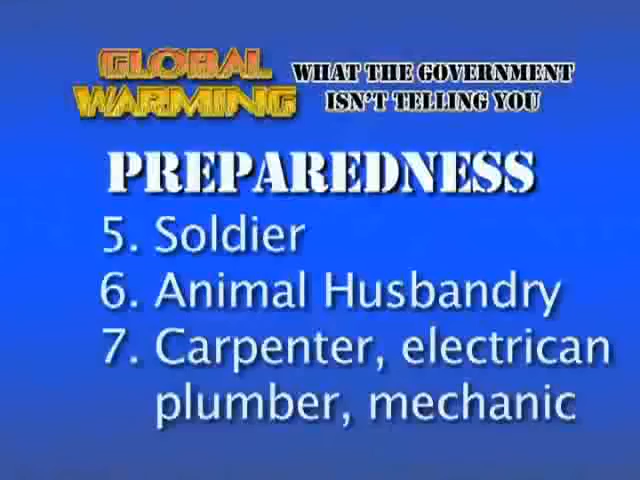 GLOBAL WARMING
WHAT THE GOVERNMENT
ISN'T TELLING YOU
PREPAREDNESS
5. Soldier
6. Animal Husbandry
7. Carpenter, electrican
plumber, mechanic